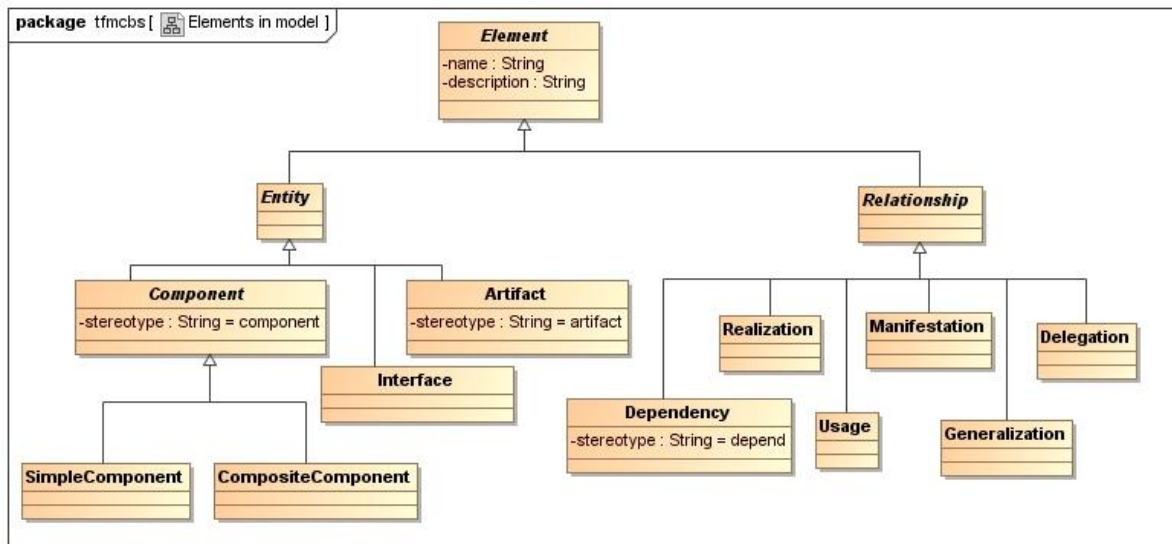 package tfmcbs [ Elements in model ]
Element
-name : String
-description : String
Entity
Relationship
Component
-stereotype : String = component
Artifact
-stereotype : String = artifact
Interface
Realization
Manifestation
Delegation
Dependency
-stereotype : String = depend
Usage
Generalization
SimpleComponent
CompositeComponent